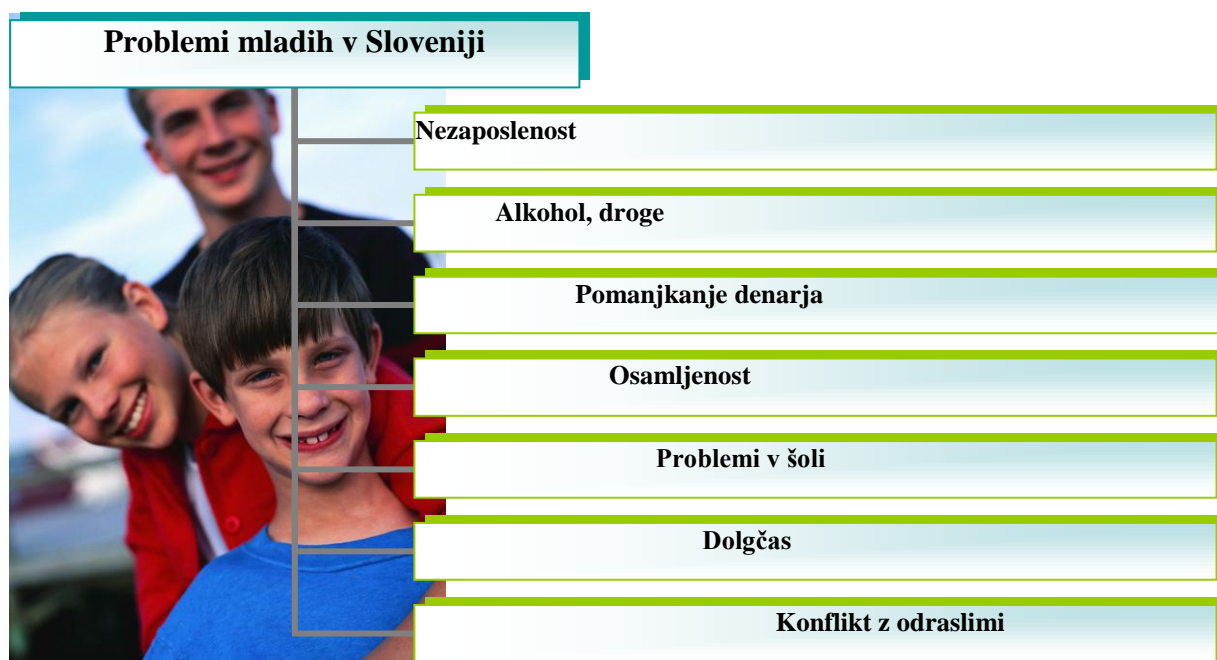 Problemi mladih v Sloveniji
Nezaposlenost
Alkohol, droge
Pomanjkanje denarja
Osamljenost
Problemi v šoli
Dolgčas
Konflikt z odraslimi